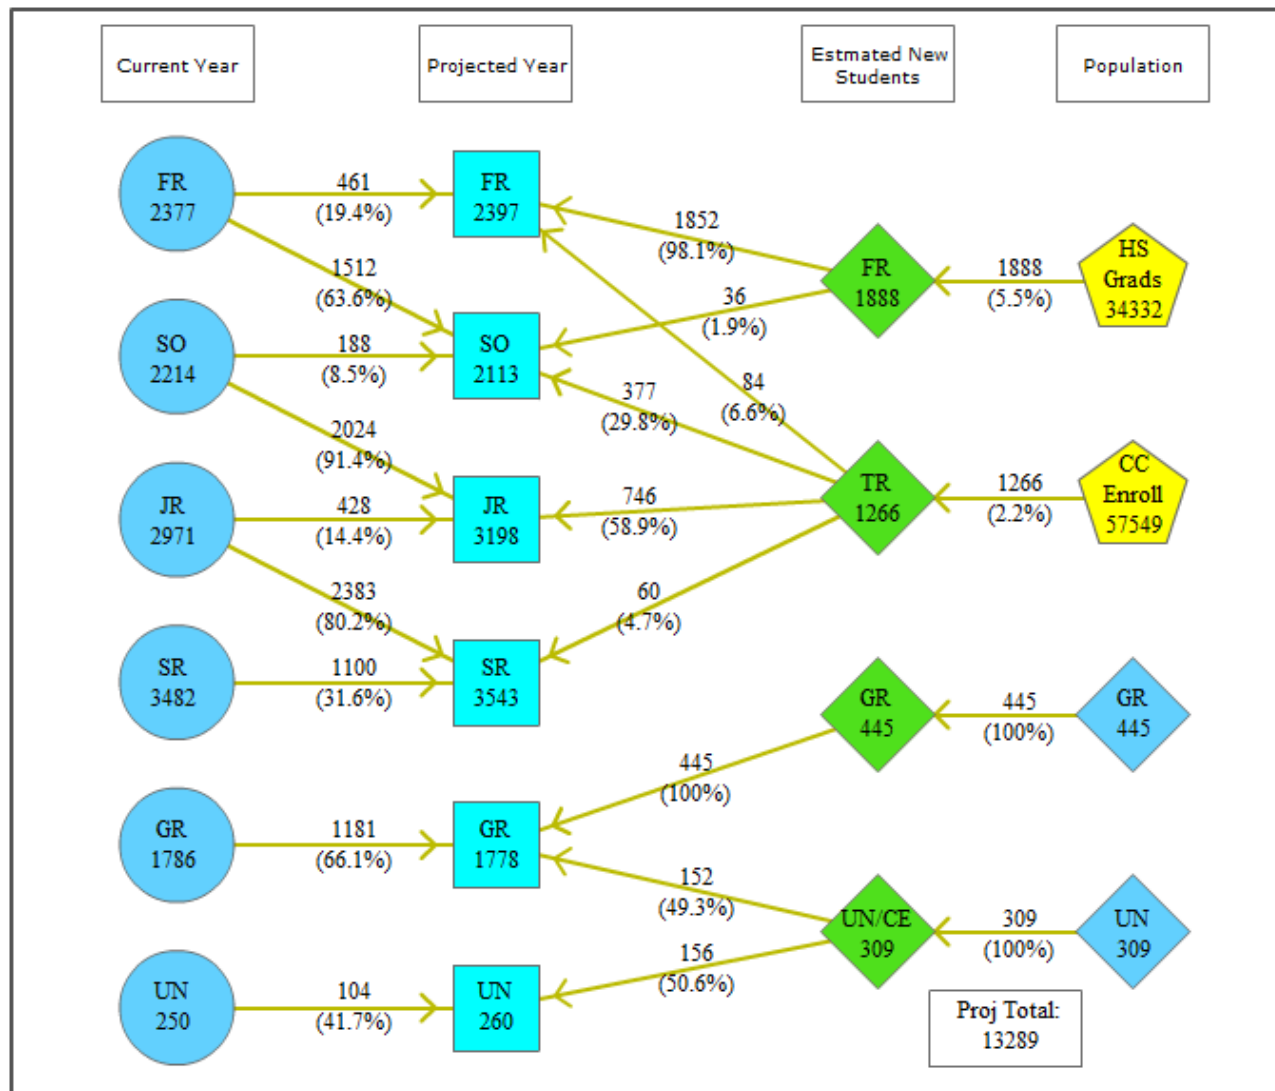 Current Year
Projected Year
Estmated New
Students
Population
FR
2377
461
(19.4%)
FR
2397
1852
(98.1%)
FR
1888
1888
(5.5%)
HS
Grads
34332
1512
(63.6%)
36
(1.9%)
SO
2214
188
(8.5%)
SO
2113
377
(29.8%)
84
(6.6%)
2024
(91.4%)
JR
2971
428
(14.4%)
JR
3198
746
(58.9%)
TR
1266
1266
(2.2%)
CC
Enroll
57549
2383
(80.2%)
60
(4.7%)
SR
3482
1100
(31.6%)
SR
3543
GR
445
445
(100%)
GR
445
445
(100%)
GR
1786
1181
(66.1%)
GR
1778
152
(49.3%)
UN/CE
309
309
(100%)
UN
309
156
(50.6%)
UN
250
104
(41.7%)
UN
260
Proj Total:
13289